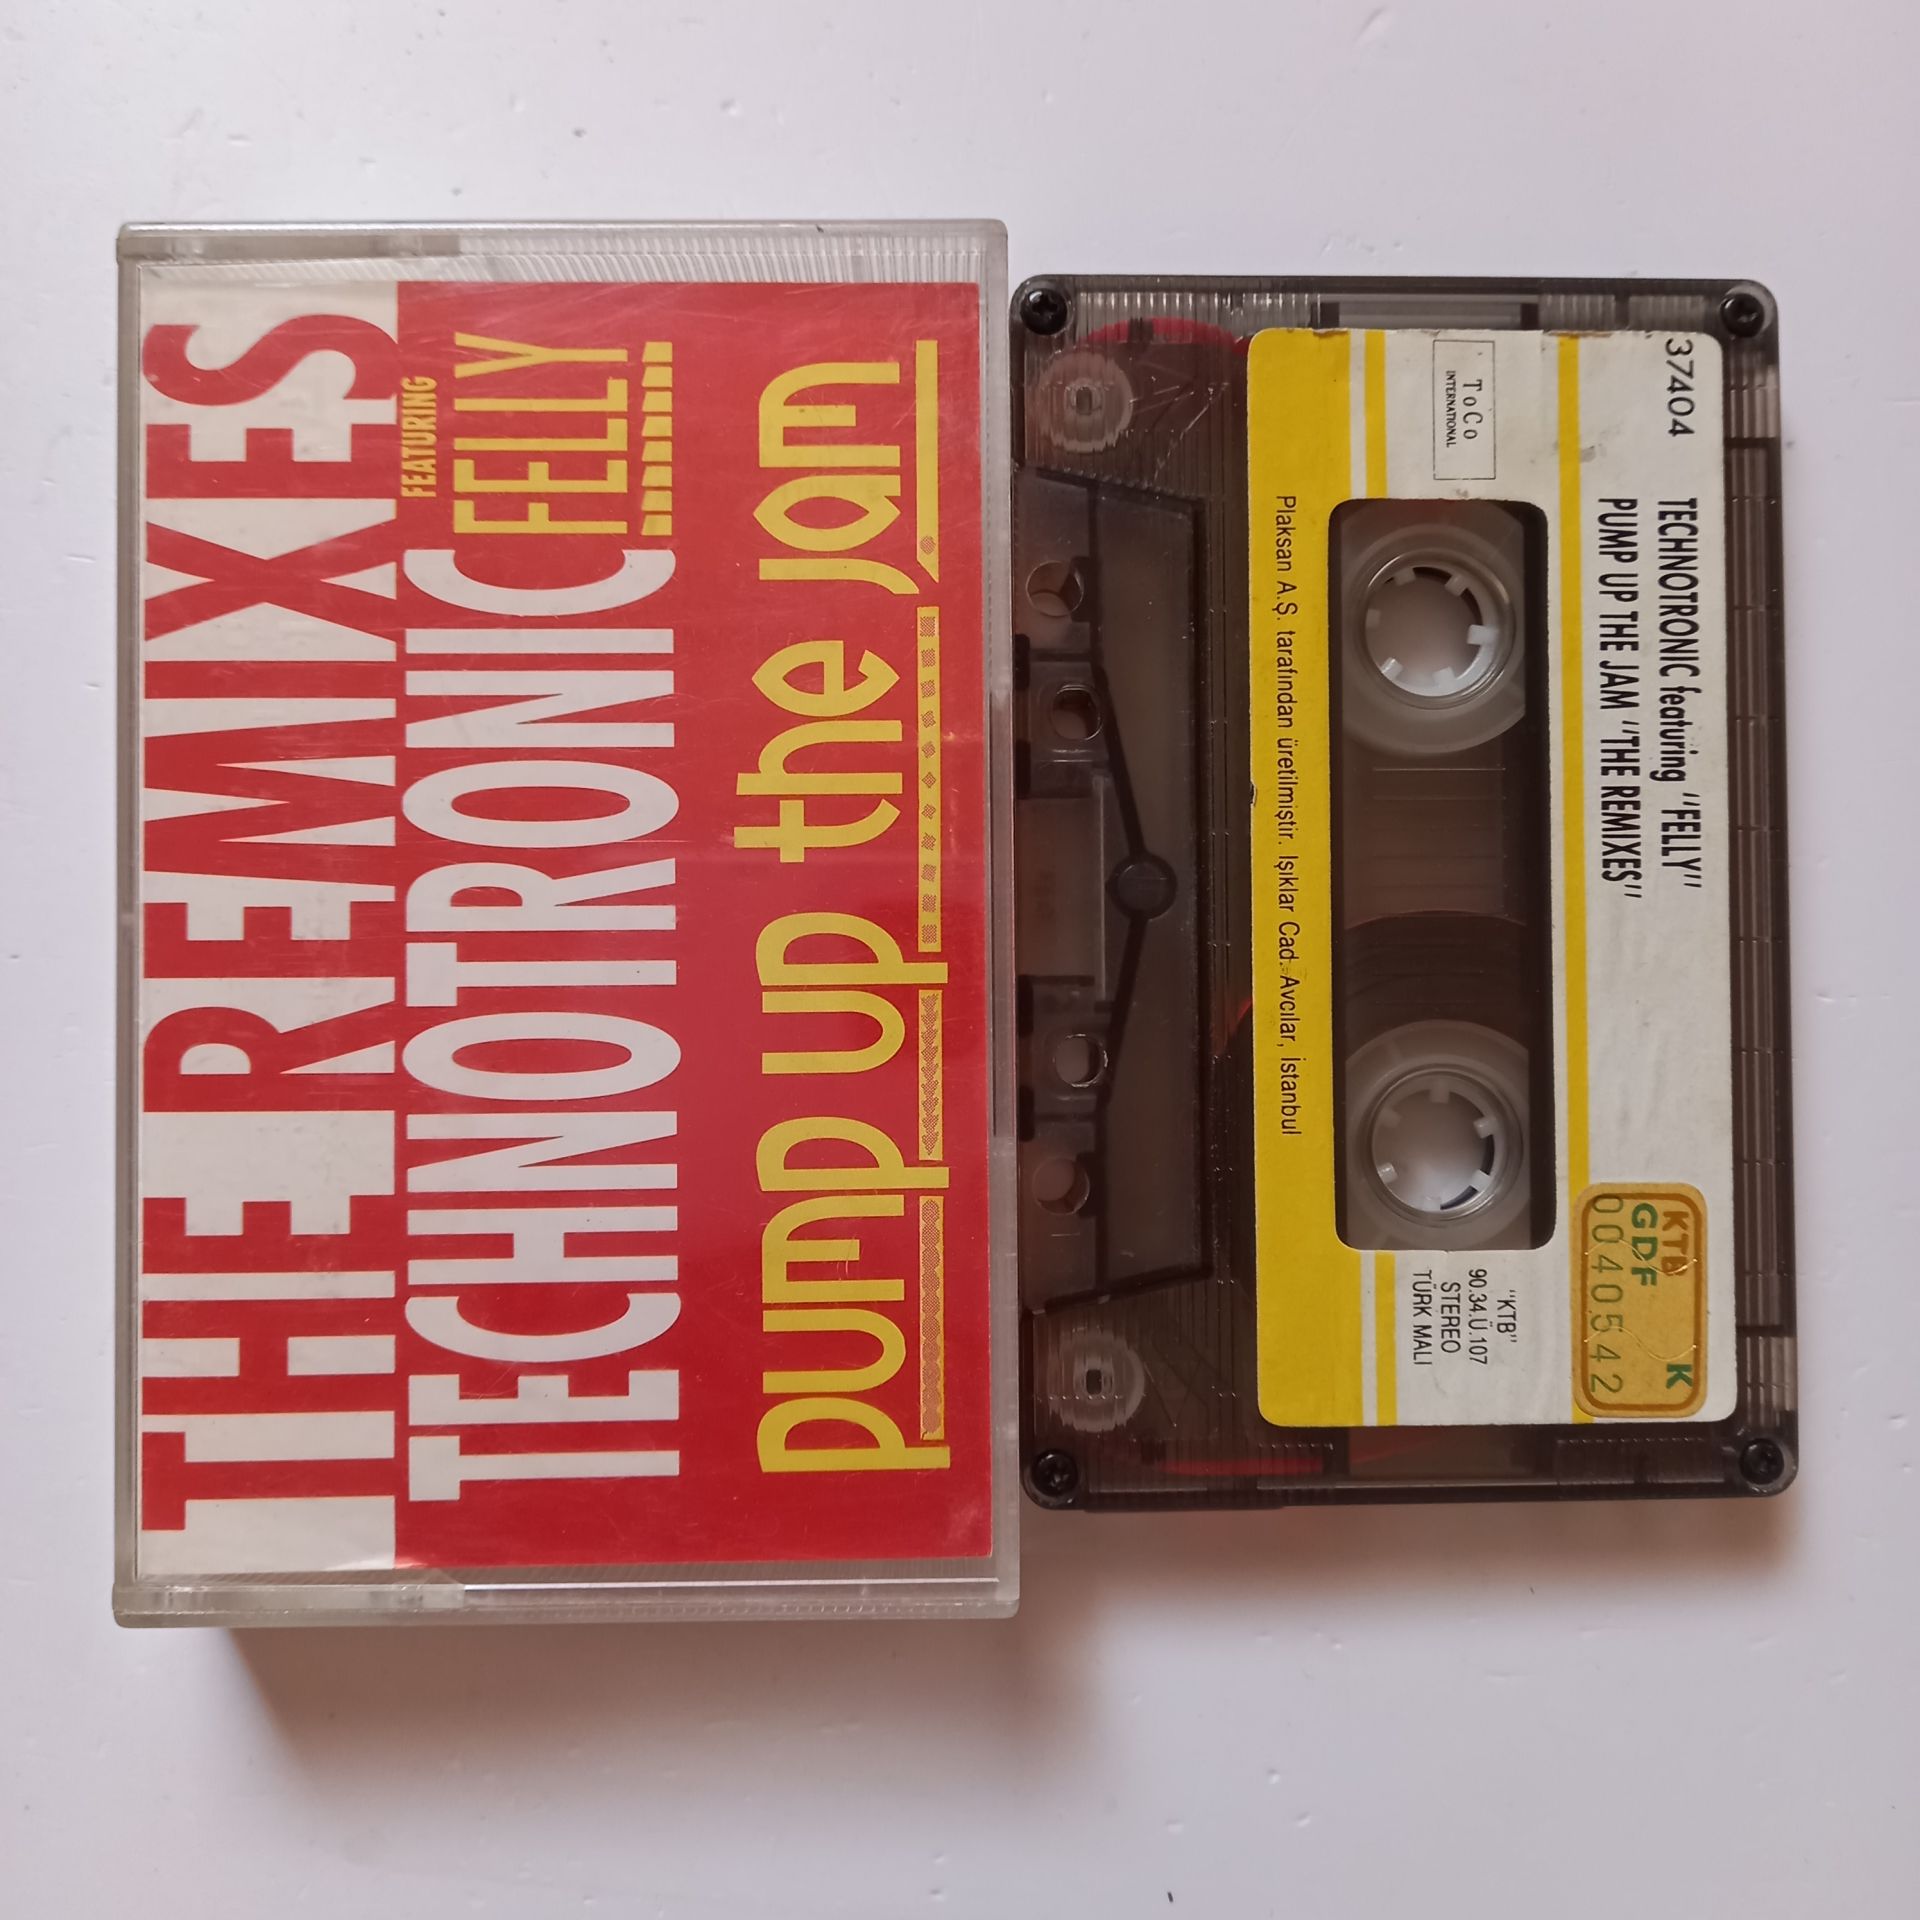 THE REMIXES
FEATURING
TECHNOTRONIC FELLY
pump up the jam
37404
TECHNOTRONIC featuring "FELLY"
PUMP UP THE JAM "THE REMIXES"
ToCo
INTERNATIONAL
"KTB"
90.34.Ü.107
STEREO
TÜRK MALI
KTB K
GDF
00405542
Plaksan A.Ş. tarafından üretilmiştir. Işıklar Cad. Avcılar, İstanbul